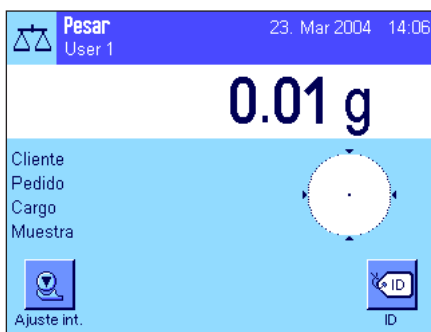 Pesar 23. Mar 2004 14:06
User 1
0.01 g
Cliente
Pedido
Cargo
Muestra
ID
Ajuste int. ID